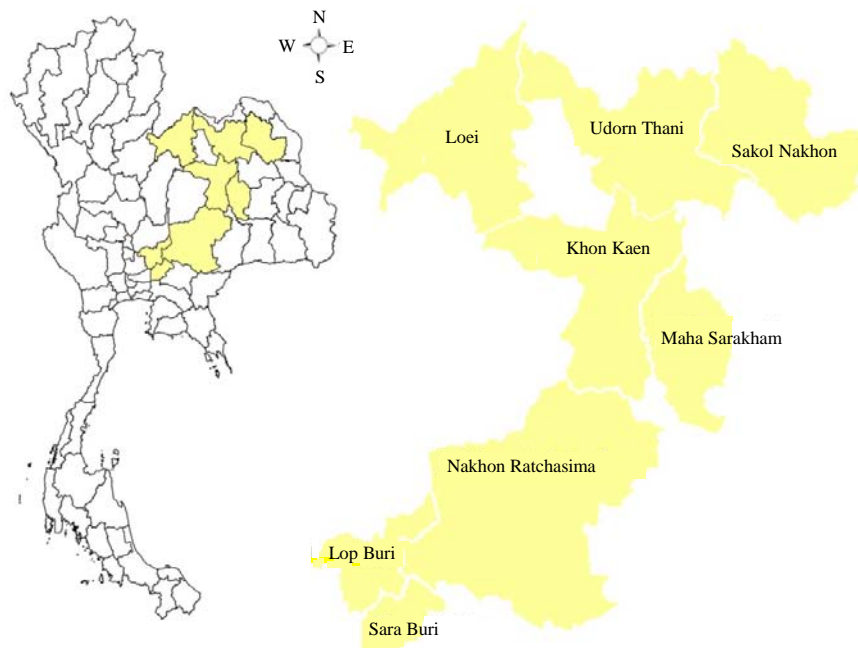 N
W E
S
Loei
Udorn Thani
Sakol Nakhon
Khon Kaen
Maha Sarakham
Nakhon Ratchasima
Lop Buri
Sara Buri